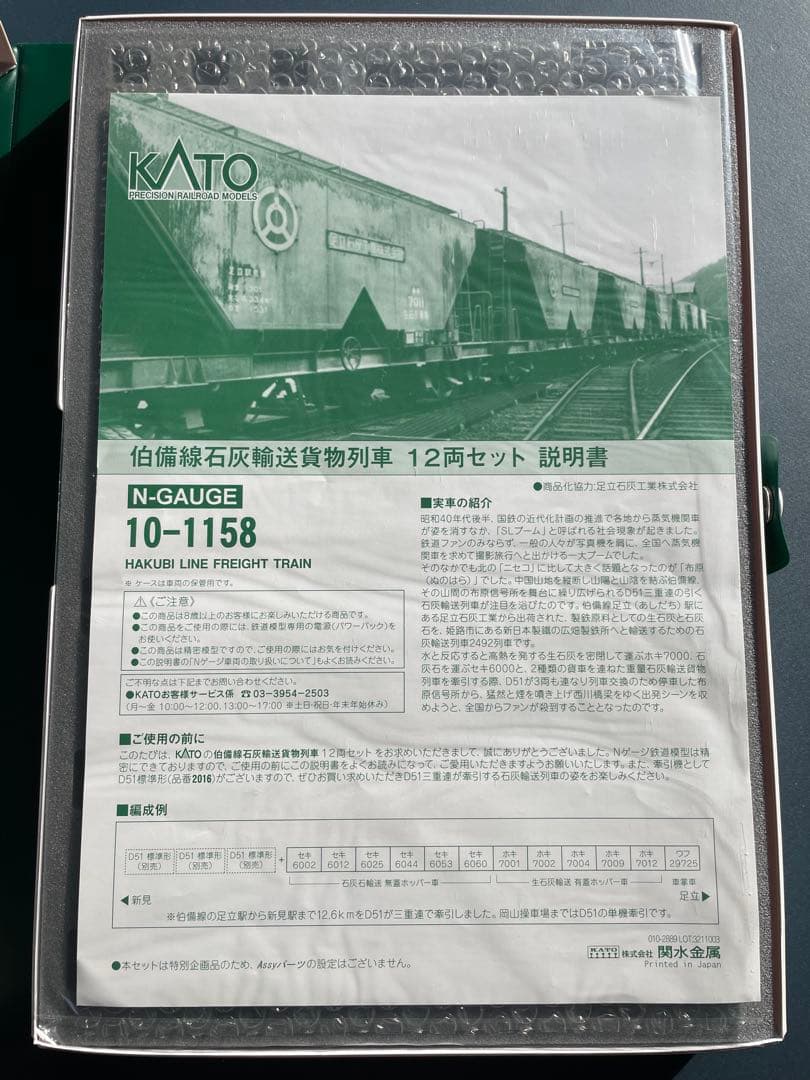 KATO
PRECISION RAILROAD MODELS
7011
伯備線石灰輸送貨物列車 12両セット 説明書
●商品化協力:足立石灰工業株式会社
N-GAUGE
10-1158
HAKUBI LINE FREIGHT TRAIN
※ ケースは車両の保管用です。
⚠《ご注意》
●この商品は8歳以上のお客様にお楽しみいただける商品です。
●この商品をご使用の際には、鉄道模型専用の電源(パワーパック)を
お使いください。
●この商品は精密模型ですので、ご使用の際にはお気を付けください。
●この説明書の「Nゲージ車両の取り扱いについて」もよくお読みください。
ご不明な点は下記までお問い合わせください。
●KATOお客様サービス係 ☎03-3954-2503
(月〜金 10:00〜12:00、13:00〜17:00 ※土日・祝日・年末年始休み)
■実車の紹介
昭和40年代後半、国鉄の近代化計画の推進で各地から蒸気機関車
が姿を消すなか、「SLブーム」と呼ばれる社会現象が起きました。
鉄道ファンのみならず、一般の人々が写真機を肩に、全国へ蒸気機
関車を求めて撮影旅行へと出かける一大ブームでした。
そのなかでも北の「ニセコ」に比して大きく話題となったのが「布原
(ぬのはら)」でした。中国山地を縦断し山陽と山陰を結ぶ伯備線、
その山間の布原信号所を舞台に繰り広げられるD51三重連の引く
石灰輸送列車が注目を浴びたのです。伯備線足立(あしだち)駅に
ある足立石灰工業から出荷された、製鉄原料としての生石灰と石灰
石を、姫路市にある新日本製鐵の広畑製鉄所へと輸送するための石
灰輸送列車2492列車です。
水と反応すると高熱を発する生石灰を密閉して運ぶホキ7000、石灰
石を運ぶセキ6000と、2種類の貨車を連ねた重量石灰輸送貨物
列車を牽引する際、D51が3両も連なり列車交換のため停車した布
原信号所から、猛然と煙を噴き上げ西川橋梁をゆく出発シーンを収
めようと、全国からファンが殺到することとなったのです。
■ご使用の前に
このたびは、KATOの伯備線石灰輸送貨物列車 12両セット をお求めいただきまして、誠にありがとうございました。Nゲージ鉄道模型は精
密にできておりますので、ご使用の前にこの説明書をよくお読みになって、ご愛用いただきますようお願いいたします。また、牽引機として
D51標準形(品番2016)がございますので、ぜひお買い求めいただきD51三重連が牽引する石灰輸送列車の姿をお楽しみください。
■編成例
D51 標準形 (別売) D51 標準形 (別売) D51 標準形 (別売) + セキ 6002 セキ 6012 セキ 6025 セキ 6044 セキ 6053 セキ 6060 ホキ 7001 ホキ 7002 ホキ 7004 ホキ 7009 ホキ 7012 ワフ 29725
石灰石輸送 無蓋ホッパー車 生石灰輸送 有蓋ホッパー車 車掌車
◀新見 足立▶
※伯備線の足立駅から新見駅まで12.6kmをD51が三重連で牽引しました。岡山操車場まではD51の単機牽引です。
010-2889 LOT.3211003
KATO 株式会社 関水金属
Printed in Japan
●本セットは特別企画品のため、Assyパーツの設定はございません。